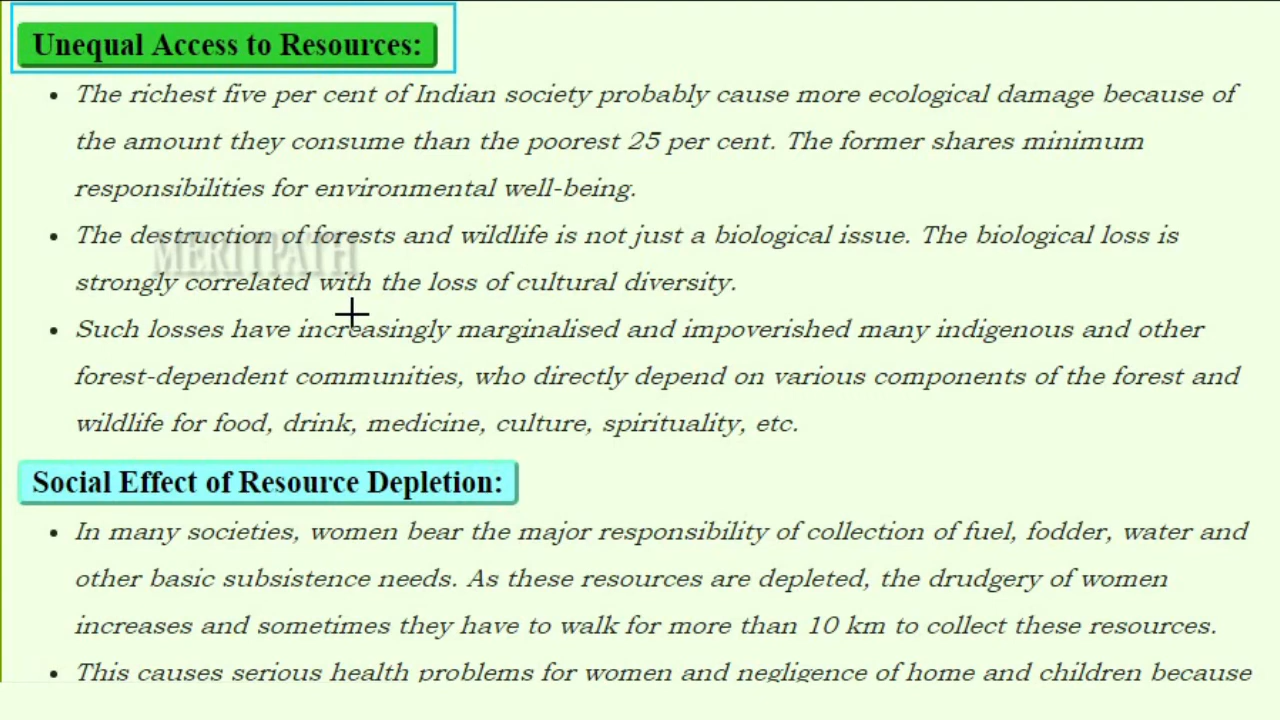 Unequal Access to Resources:
• The richest five per cent of Indian society probably cause more ecological damage because of
the amount they consume than the poorest 25 per cent. The former shares minimum
responsibilities for environmental well-being.
• The destruction of forests and wildlife is not just a biological issue. The biological loss is
strongly correlated with the loss of cultural diversity.
MERITPATH
• Such losses have increasingly marginalised and impoverished many indigenous and other
forest-dependent communities, who directly depend on various components of the forest and
wildlife for food, drink, medicine, culture, spirituality, etc.
Social Effect of Resource Depletion:
• In many societies, women bear the major responsibility of collection of fuel, fodder, water and
other basic subsistence needs. As these resources are depleted, the drudgery of women
increases and sometimes they have to walk for more than 10 km to collect these resources.
• This causes serious health problems for women and negligence of home and children because